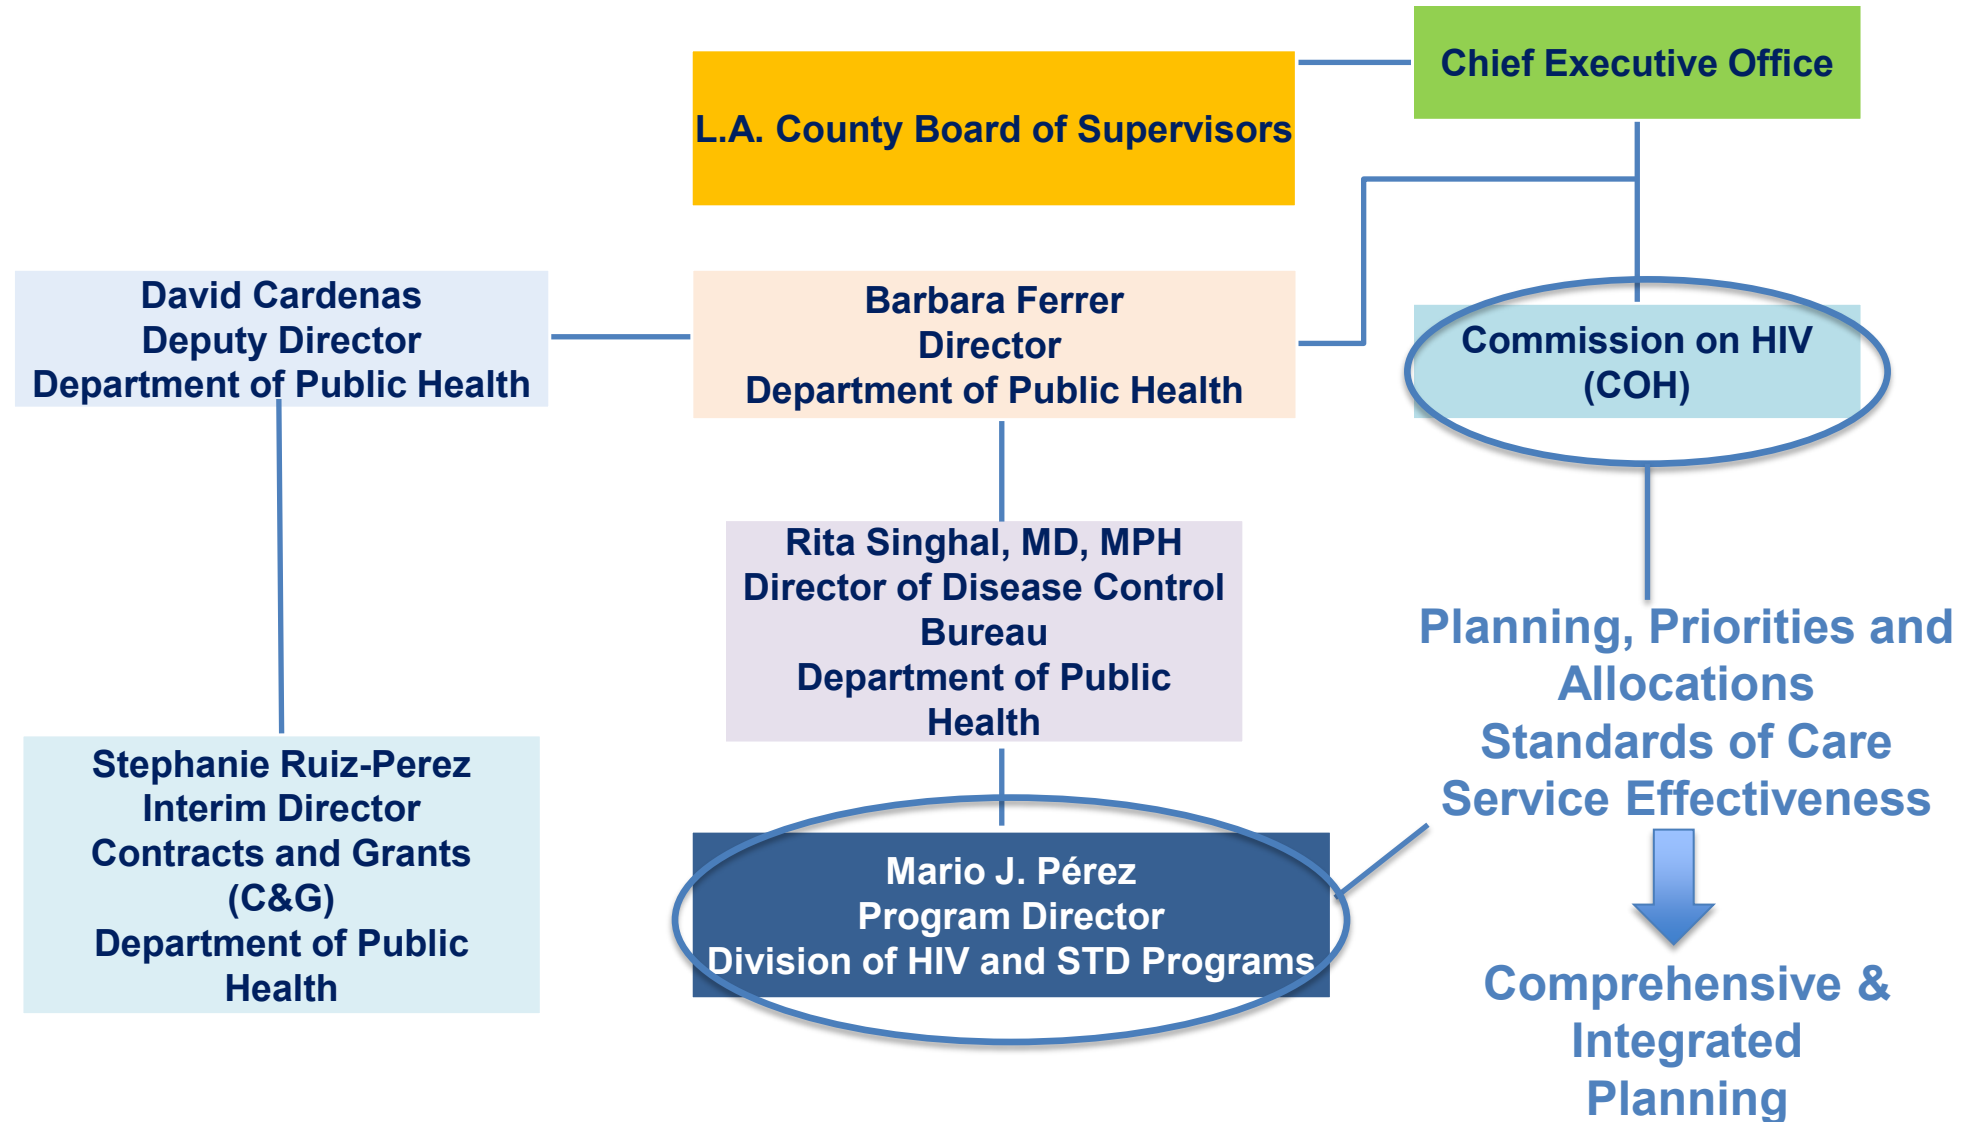 Chief Executive Office
L.A. County Board of Supervisors
David Cardenas
Deputy Director
Department of Public Health
Barbara Ferrer
Director
Department of Public Health
Commission on HIV
(COH)
Rita Singhal, MD, MPH
Director of Disease Control
Bureau
Department of Public
Health
Planning, Priorities and
Allocations
Standards of Care
Service Effectiveness
Stephanie Ruiz-Perez
Interim Director
Contracts and Grants
(C&G)
Department of Public
Health
Mario J. Pérez
Program Director
Division of HIV and STD Programs
Comprehensive &
Integrated
Planning